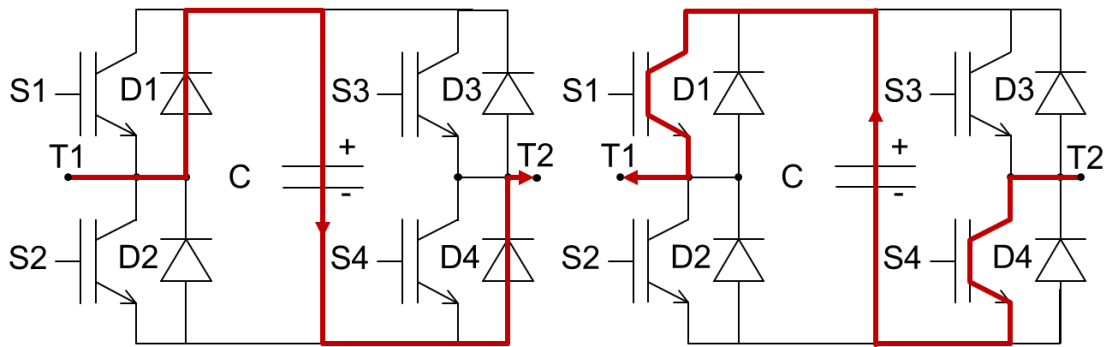 S1 D1 S3 D3
T1 C + - T2
S2 D2 S4 D4
S1 D1 S3 D3
T1 C + - T2
S2 D2 S4 D4